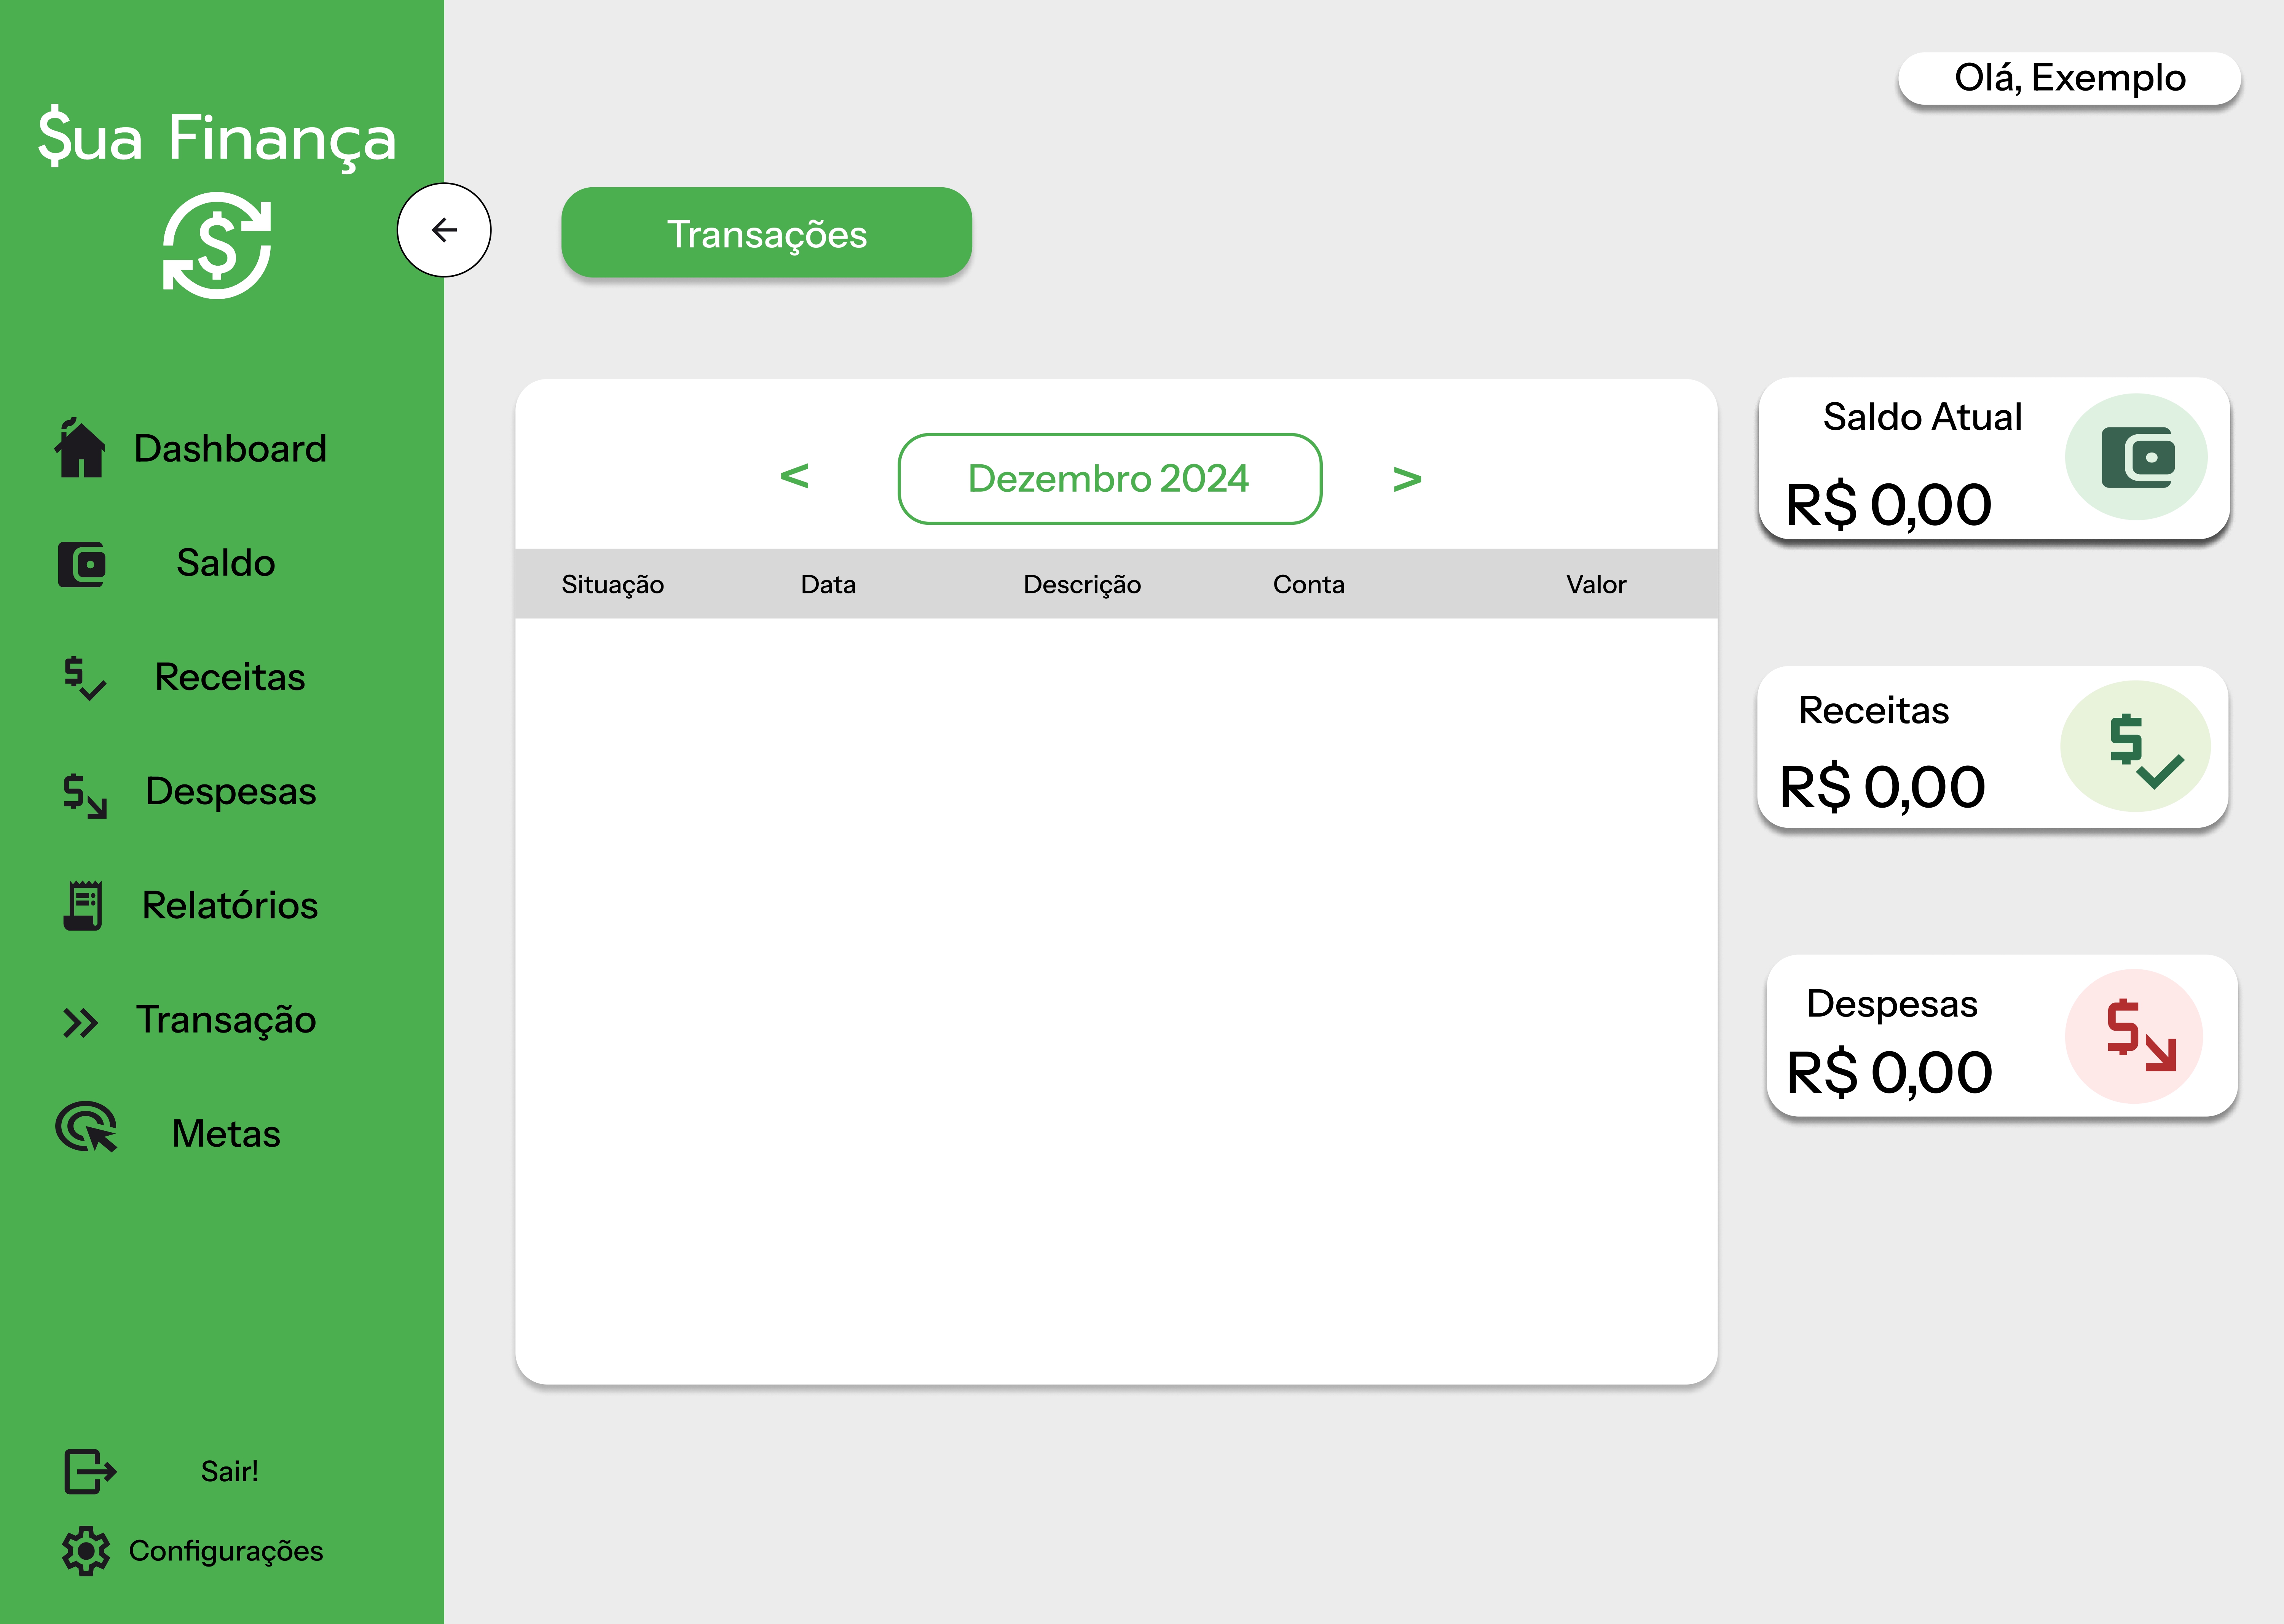 $ua Finança
Dashboard
Saldo
Receitas
Despesas
Relatórios
Transação
Metas
Sair!
Configurações
Olá, Exemplo
Transações
< Dezembro 2024 >
Situação Data Descrição Conta Valor
Saldo Atual
R$ 0,00
Receitas
R$ 0,00
Despesas
R$ 0,00